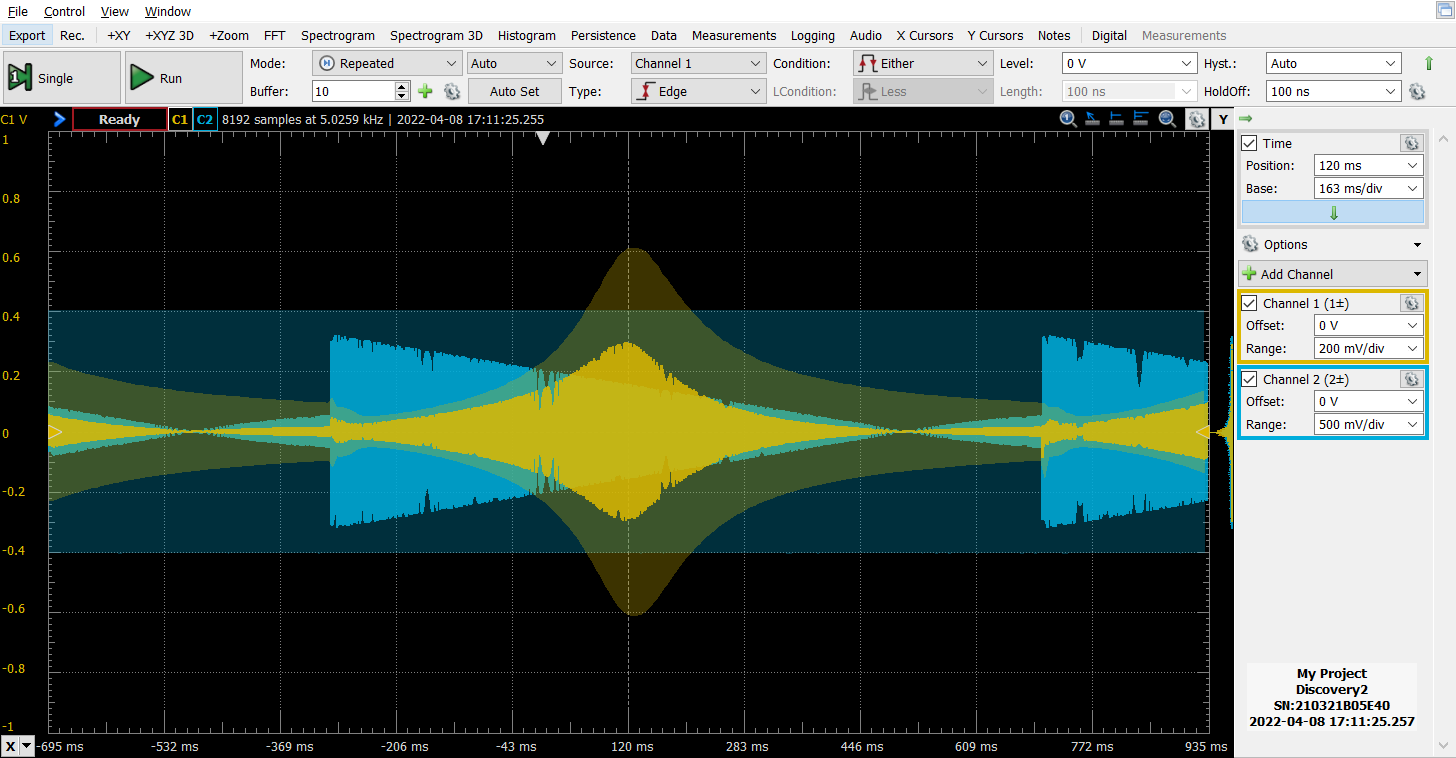 File Control View Window
Export Rec. +XY +XYZ 3D +Zoom FFT Spectrogram Spectrogram 3D Histogram Persistence Data Measurements Logging Audio X Cursors Y Cursors Notes Digital Measurements
1 Single Run
Mode: Repeated Auto Source: Channel 1 Condition: Either Level: 0 V Hyst.: Auto
Buffer: 10 Auto Set Type: Edge LCondition: Less Length: 100 ns HoldOff: 100 ns
C1 V Ready C1 C2 8192 samples at 5.0259 kHz | 2022-04-08 17:11:25.255 Y
1
0.8
0.6
0.4
0.2
0
-0.2
-0.4
-0.6
-0.8
-1
X -695 ms -532 ms -369 ms -206 ms -43 ms 120 ms 283 ms 446 ms 609 ms 772 ms 935 ms
Time
Position: 120 ms
Base: 163 ms/div
Options
Add Channel
Channel 1 (1±)
Offset: 0 V
Range: 200 mV/div
Channel 2 (2±)
Offset: 0 V
Range: 500 mV/div
My Project
Discovery2
SN:210321B05E40
2022-04-08 17:11:25.257